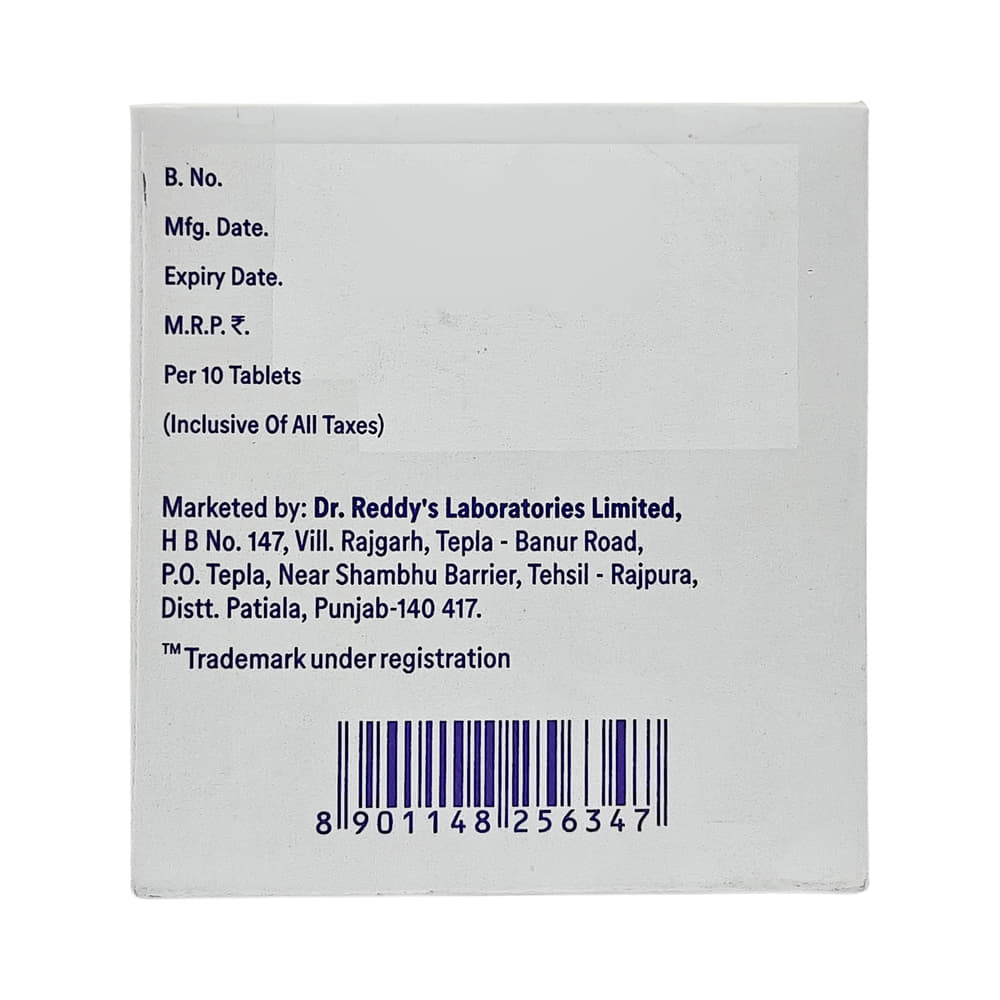 B. No.
Mfg. Date.
Expiry Date.
M.R.P. ₹.
Per 10 Tablets
(Inclusive Of All Taxes)
Marketed by: Dr. Reddy's Laboratories Limited,
H B No. 147, Vill. Rajgarh, Tepla - Banur Road,
P.O. Tepla, Near Shambhu Barrier, Tehsil - Rajpura,
Distt. Patiala, Punjab-140 417.
™Trademark under registration
8 901148 256347